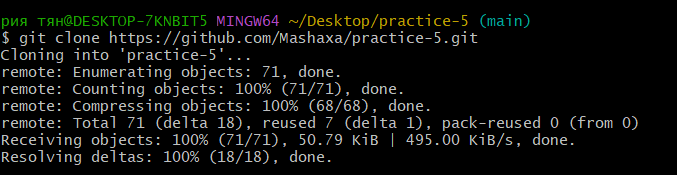 рия тян@DESKTOP-7KNBIT5 MINGW64 ~/Desktop/practice-5 (main)
$ git clone https://github.com/Mashaxa/practice-5.git
Cloning into 'practice-5'...
remote: Enumerating objects: 71, done.
remote: Counting objects: 100% (71/71), done.
remote: Compressing objects: 100% (68/68), done.
remote: Total 71 (delta 18), reused 7 (delta 1), pack-reused 0 (from 0)
Receiving objects: 100% (71/71), 50.79 KiB | 495.00 KiB/s, done.
Resolving deltas: 100% (18/18), done.